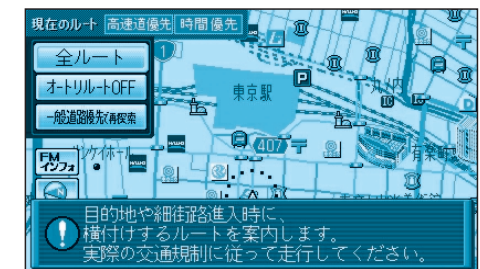 現在のルート 高速道優先 時間優先
全ルート
オートリルートOFF
一般道路優先再探索
1
東京駅
P
丸ノ内
407
FM
インフォ
有楽町
目的地や細街路進入時に、
横付けするルートを案内します。
実際の交通規制に従って走行してください。